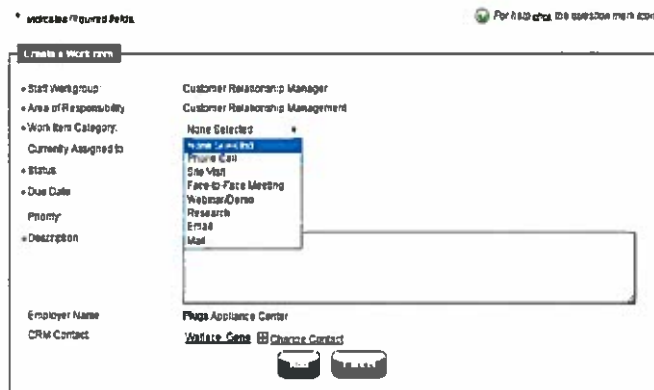 * Indicates required fields.
For help click the question mark icon
Create a Work Item
Staff Workgroup:
Customer Relationship Manager
Area of Responsibility
Customer Relationship Management
Work Item Category:
None Selected
Currently Assigned to
None Selected
Status
Phone Call
Site Visit
Due Date
Face-to-Face Meeting
Webinar/Demo
Priority:
Research
Email
Description
Mail
Employer Name
Plugs Appliance Center
CRM Contact
Wallace, Gene
Change Contact